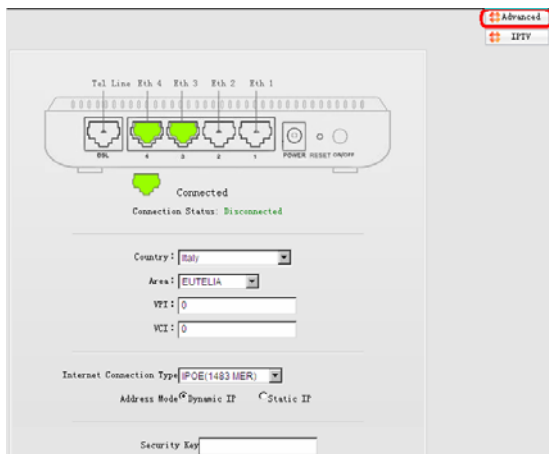 Advanced
IPTV
Tel Line Eth 4 Eth 3 Eth 2 Eth 1
DSL 4 3 2 1 POWER RESET ON/OFF
Connected
Connection Status: Disconnected
Country: Italy
Area: EUTELIA
VPI: 0
VCI: 0
Internet Connection Type IPOE(1483 MER)
Address Mode Dynamic IP Static IP
Security Key